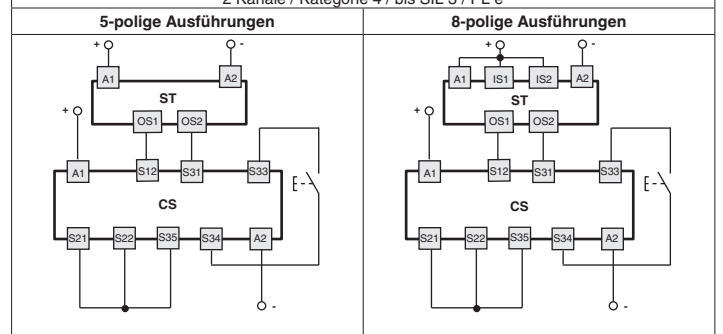 2 Kanäle / Kategorie 4 / bis SIL 3 / PL e
5-polige Ausführungen
8-polige Ausführungen
+ -
A1 A2
ST
OS1 OS2
+
A1 S12 S31 S33
CS
S21 S22 S35 S34 A2
-
+ -
A1 IS1 IS2 A2
ST
OS1 OS2
+
A1 S12 S31 S33
CS
S21 S22 S35 S34 A2
-